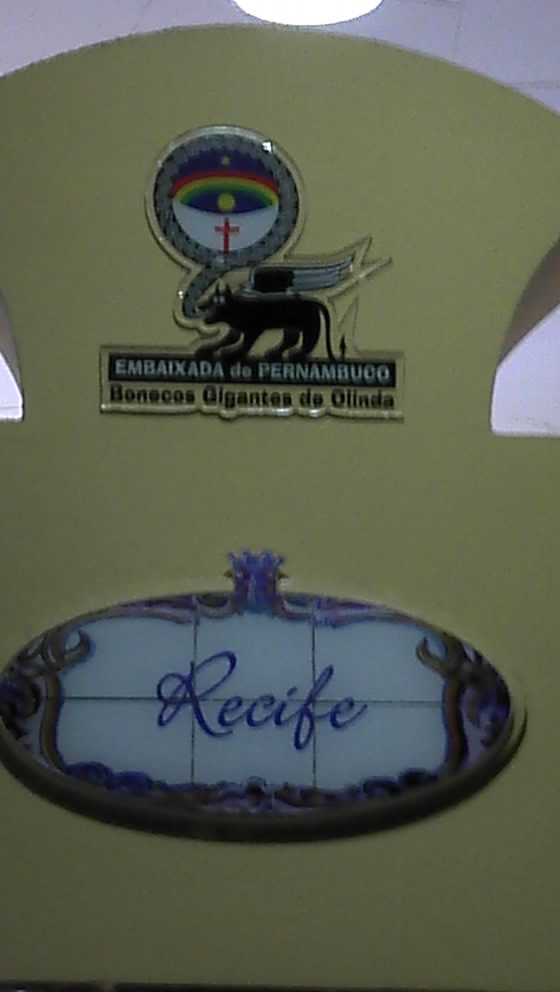 EMBAIXADA de PERNAMBUCO
Bonecos Gigantes de Olinda
Recife